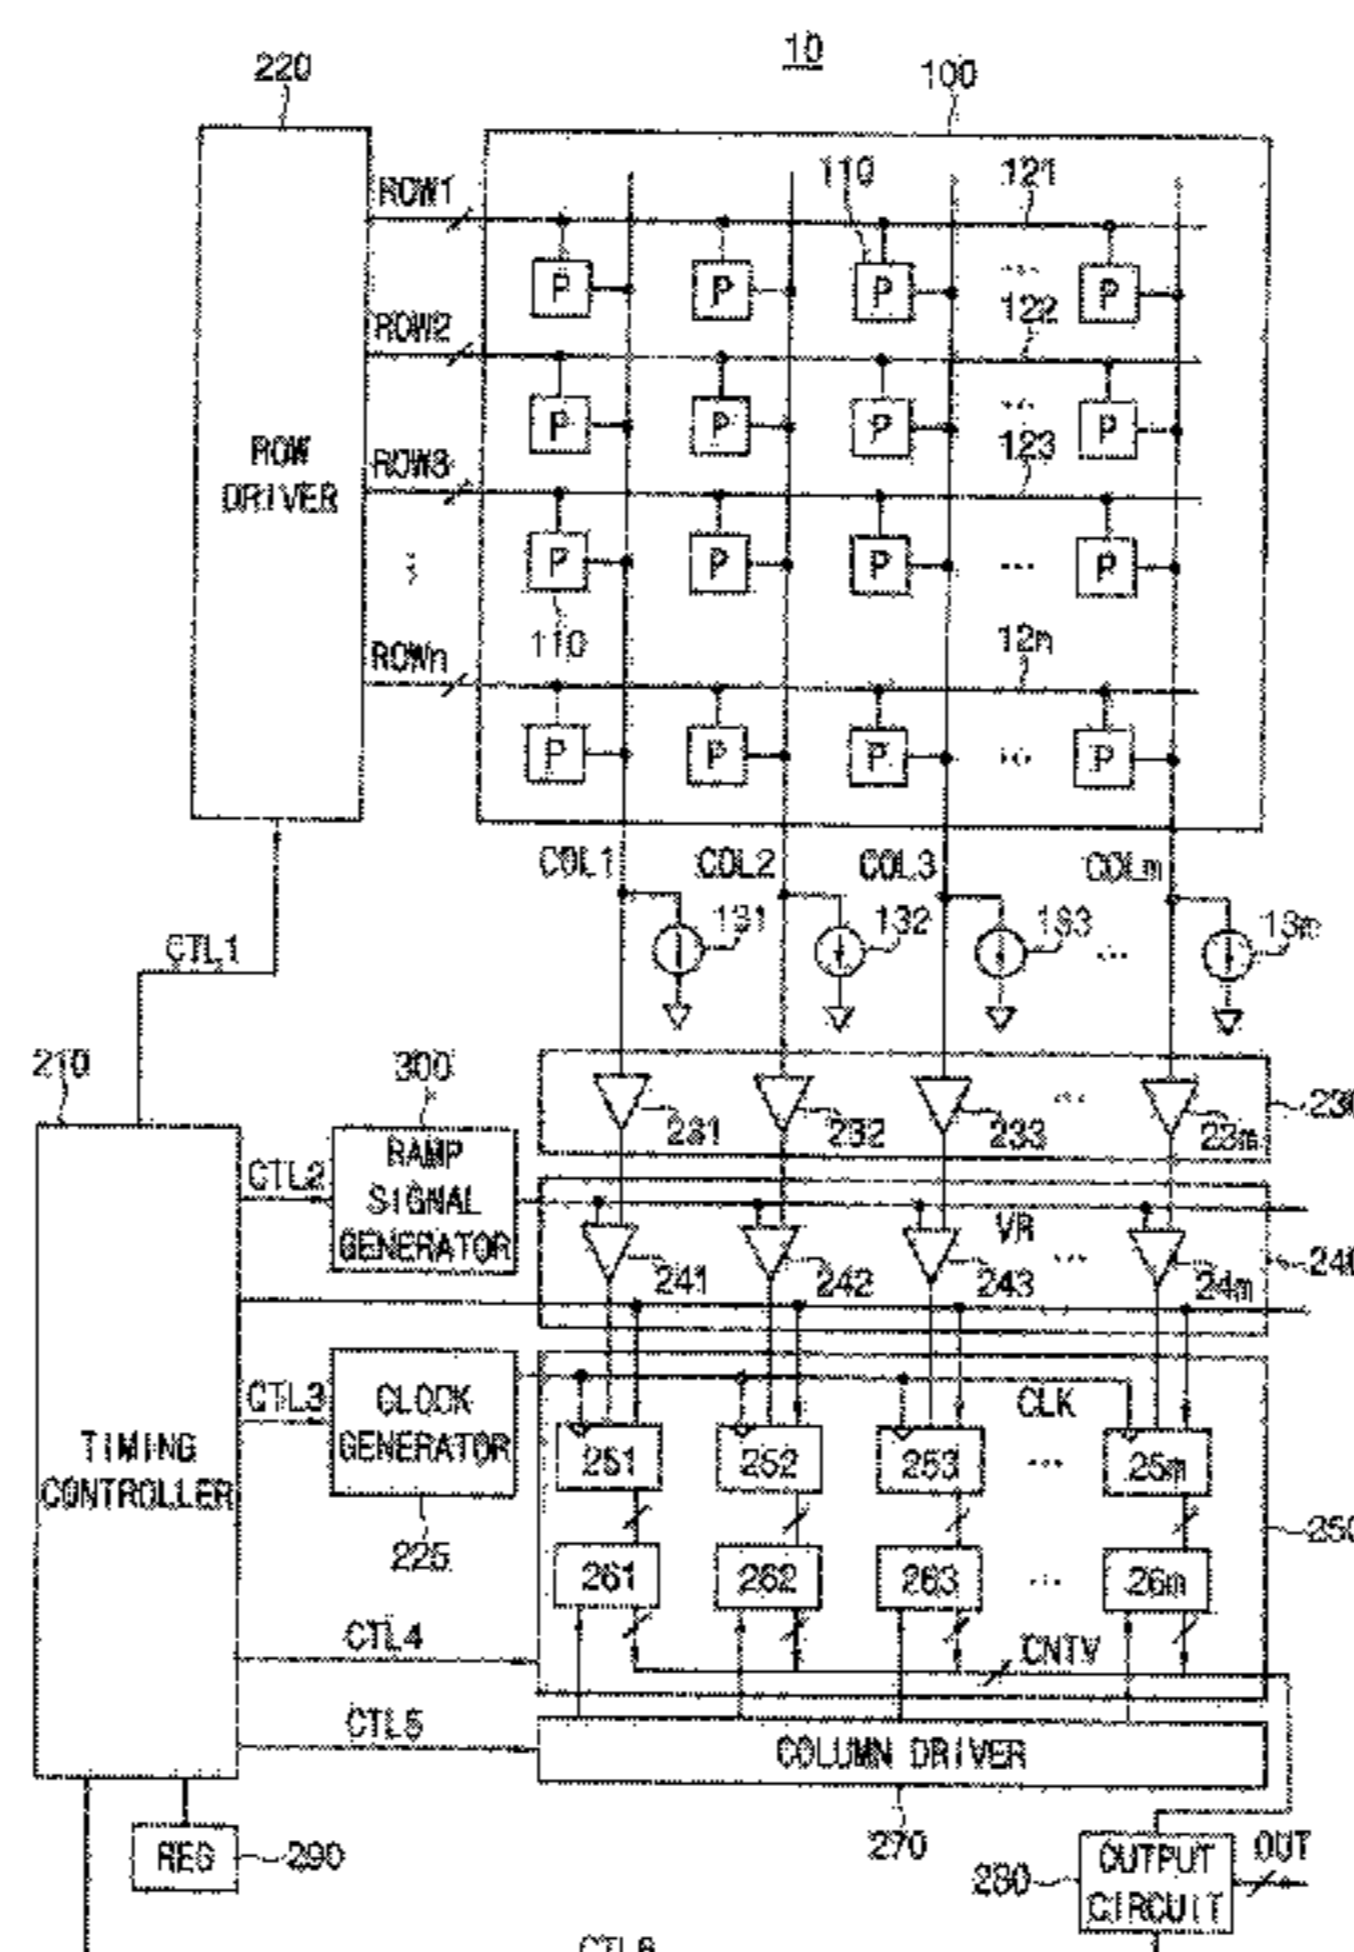 10
220
100
ROW1
110
121
P P P ... P
122
ROW2
P P P ... P
123
ROW3
ROW
DRIVER
P P P ... P
110
12n
ROWn
P P P ... P
COL1 COL2 COL3 COLm
131 132 133 ... 13m
CTL1
210
300
231 232 233 ... 23m
230
CTL2
RAMP
SIGNAL
GENERATOR
VR
241 242 243 ... 24m
240
CTL3
CLOCK
GENERATOR
CLK
TIMING
CONTROLLER
251 252 253 ... 25m
250
225
261 262 263 ... 26m
CTL4
CNTV
CTL5
COLUMN DRIVER
270
REG
290
280
OUTPUT
CIRCUIT
OUT
CTL6